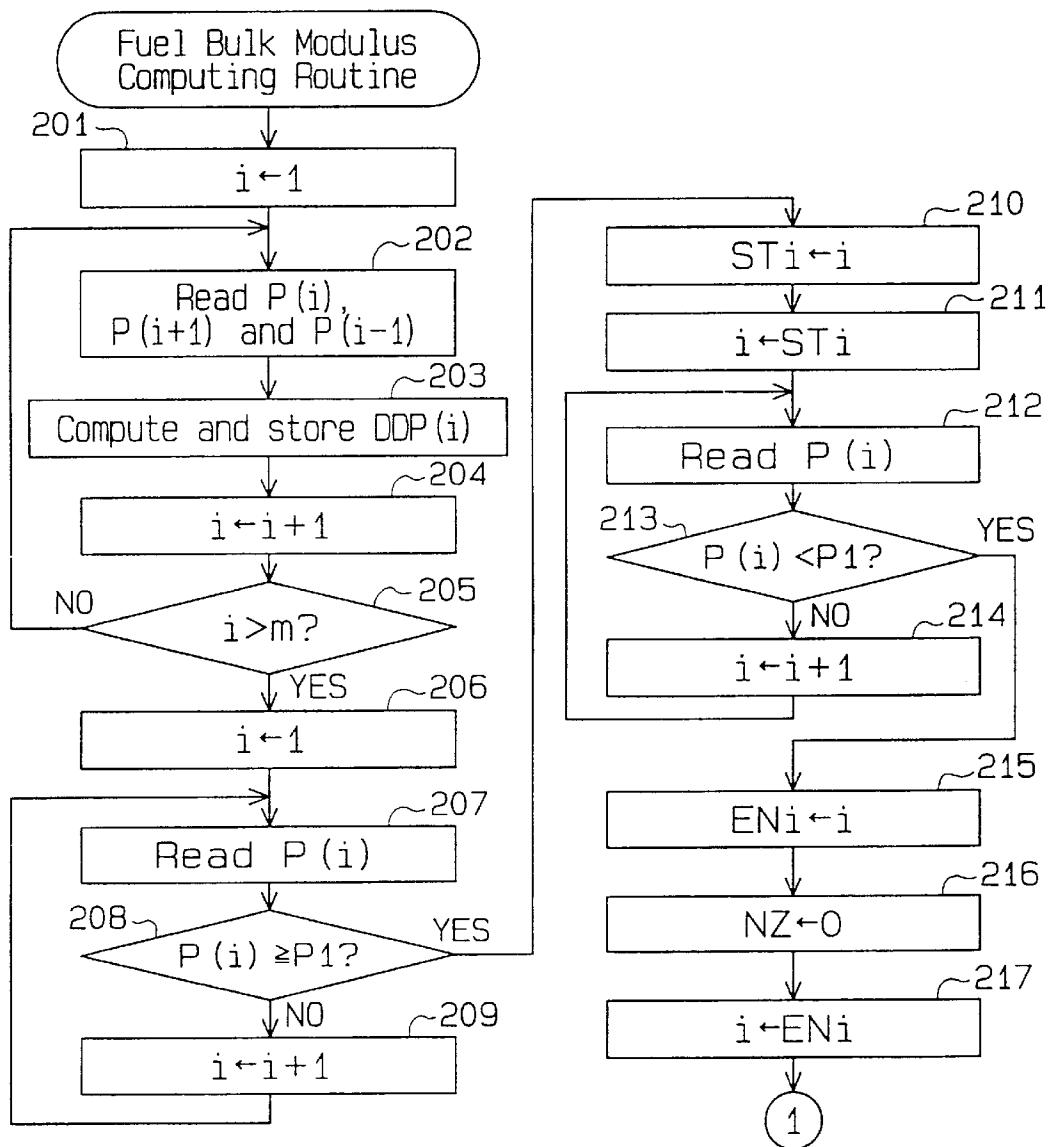 Fuel Bulk Modulus
Computing Routine
201
i←1
202
Read P(i),
P(i+1) and P(i-1)
203
Compute and store DDP(i)
204
i←i+1
205
NO
i>m?
YES
206
i←1
207
Read P(i)
208
YES
P(i)≧P1?
NO
209
i←i+1
210
STi←i
211
i←STi
212
Read P(i)
213
YES
P(i)<P1?
NO
214
i←i+1
215
ENi←i
216
NZ←0
217
i←ENi
1